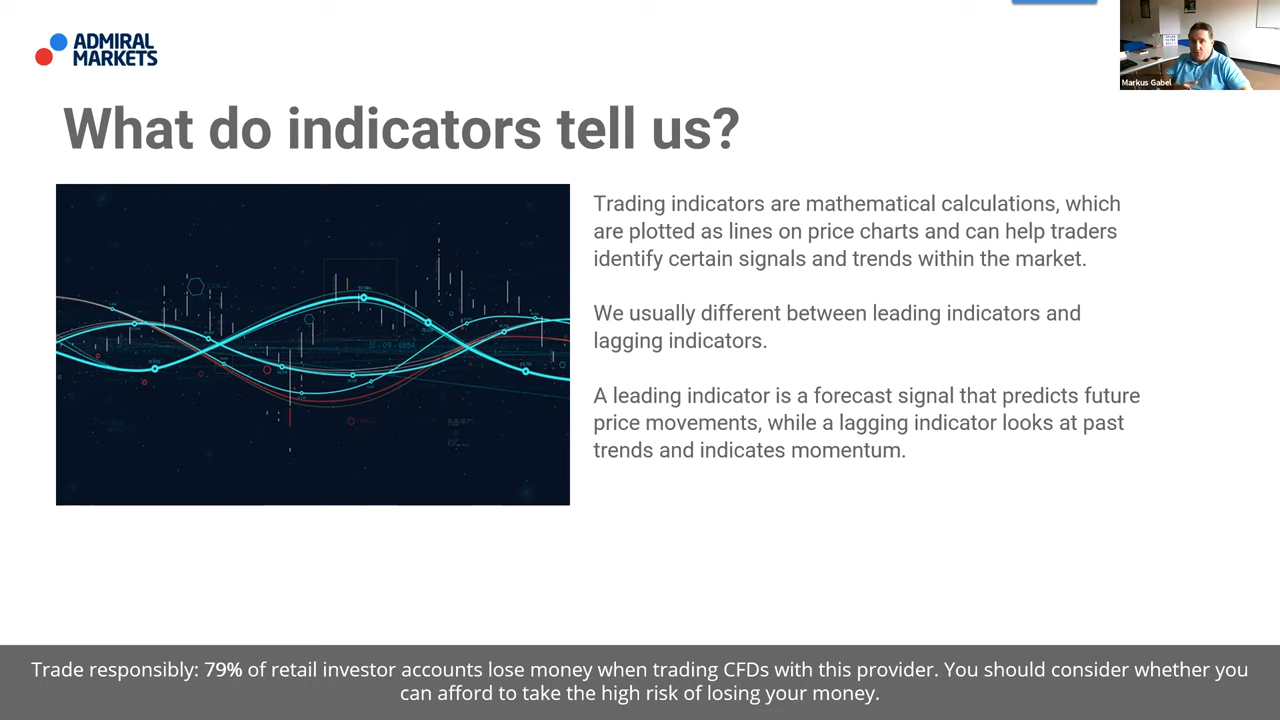 ADMIRAL
MARKETS
Markus Gabel
What do indicators tell us?
Trading indicators are mathematical calculations, which
are plotted as lines on price charts and can help traders
identify certain signals and trends within the market.
We usually different between leading indicators and
lagging indicators.
A leading indicator is a forecast signal that predicts future
price movements, while a lagging indicator looks at past
trends and indicates momentum.
Trade responsibly: 79% of retail investor accounts lose money when trading CFDs with this provider. You should consider whether you
can afford to take the high risk of losing your money.